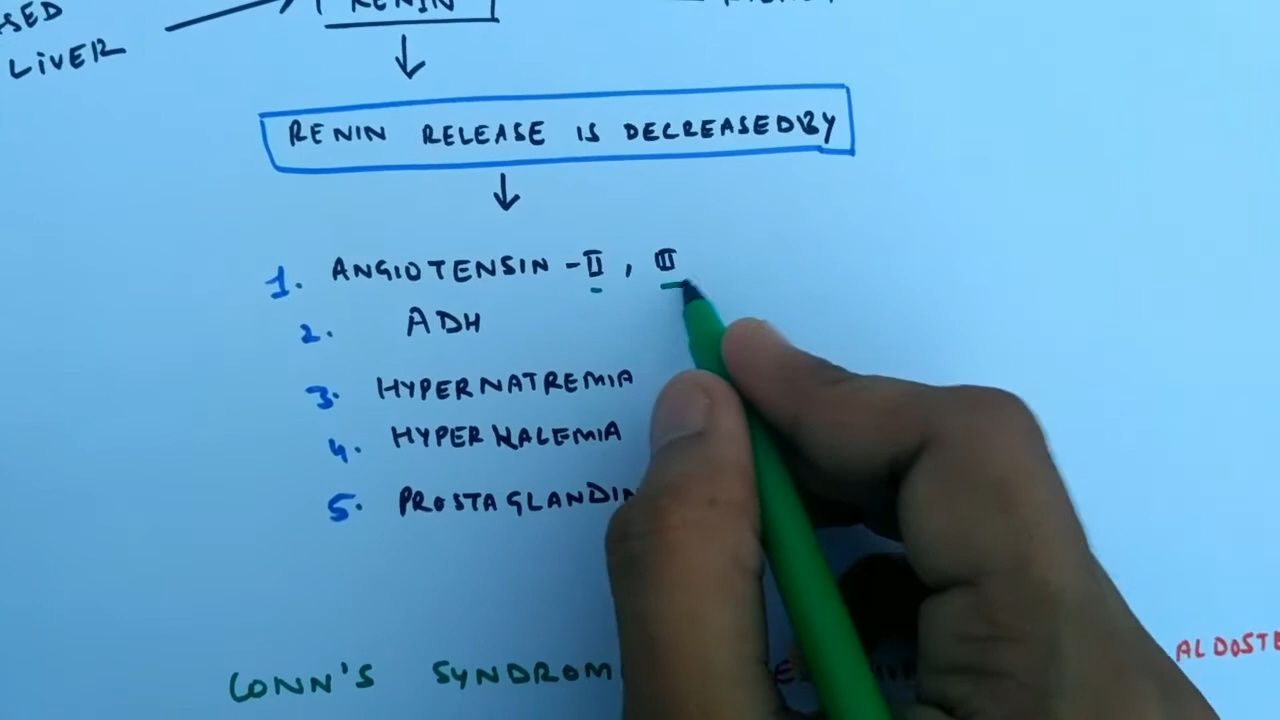 RENIN
LIVER
RENIN RELEASE IS DECREASED BY
1. ANGIOTENSIN - II , III
2. ADH
3. HYPERNATREMIA
4. HYPERKALEMIA
5. PROSTAGLANDIN
CONN'S SYNDROM